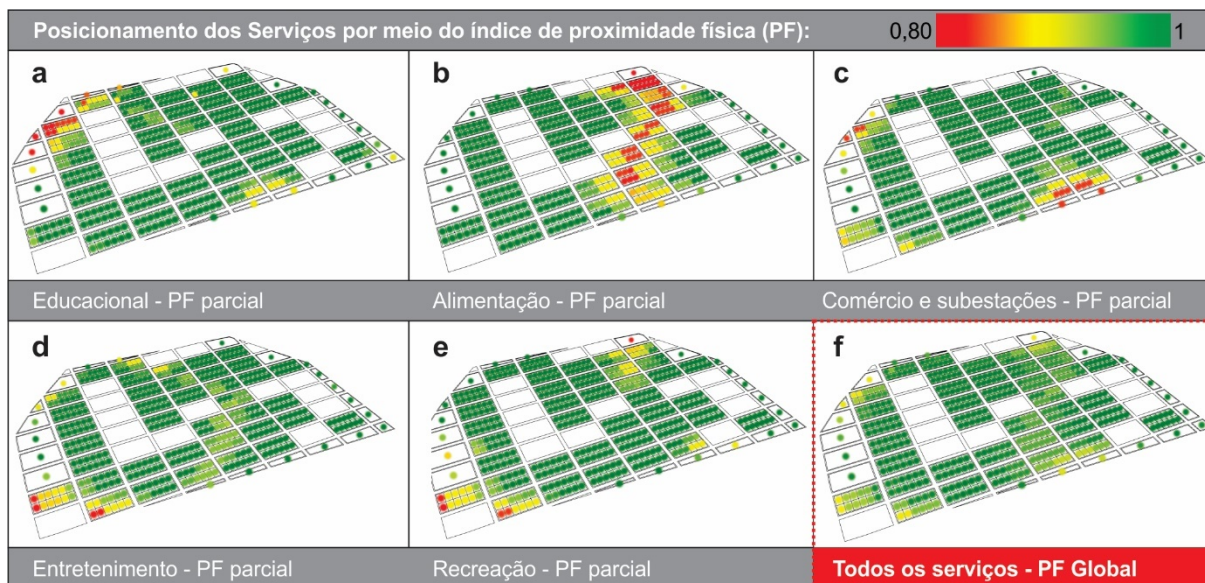 Posicionamento dos Serviços por meio do índice de proximidade física (PF):
0,80
1
a
b
c
Educacional - PF parcial
Alimentação - PF parcial
Comércio e subestações - PF parcial
d
e
f
Entretenimento - PF parcial
Recreação - PF parcial
Todos os serviços - PF Global